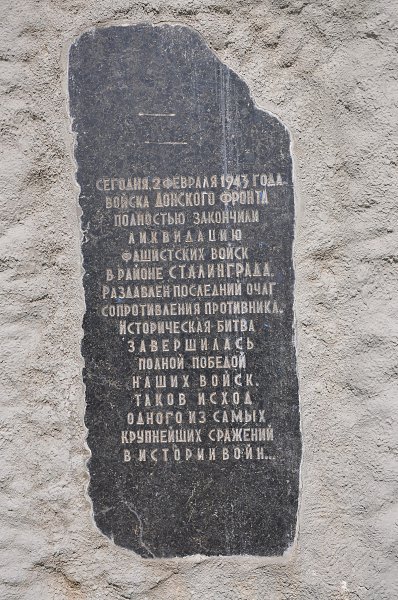 СЕГОДНЯ, 2 ФЕВРАЛЯ 1943 ГОДА
ВОЙСКА ДОНСКОГО ФРОНТА
ПОЛНОСТЬЮ ЗАКОНЧИЛИ
ЛИКВИДАЦИЮ
ФАШИСТСКИХ ВОЙСК
В РАЙОНЕ СТАЛИНГРАДА.
РАЗДАВЛЕН ПОСЛЕДНИЙ ОЧАГ
СОПРОТИВЛЕНИЯ ПРОТИВНИКА.
ИСТОРИЧЕСКАЯ БИТВА
ЗАВЕРШИЛАСЬ
ПОЛНОЙ ПОБЕДОЙ
НАШИХ ВОЙСК.
ТАКОВ ИСХОД
ОДНОГО ИЗ САМЫХ
КРУПНЕЙШИХ СРАЖЕНИЙ
В ИСТОРИИ ВОЙН...